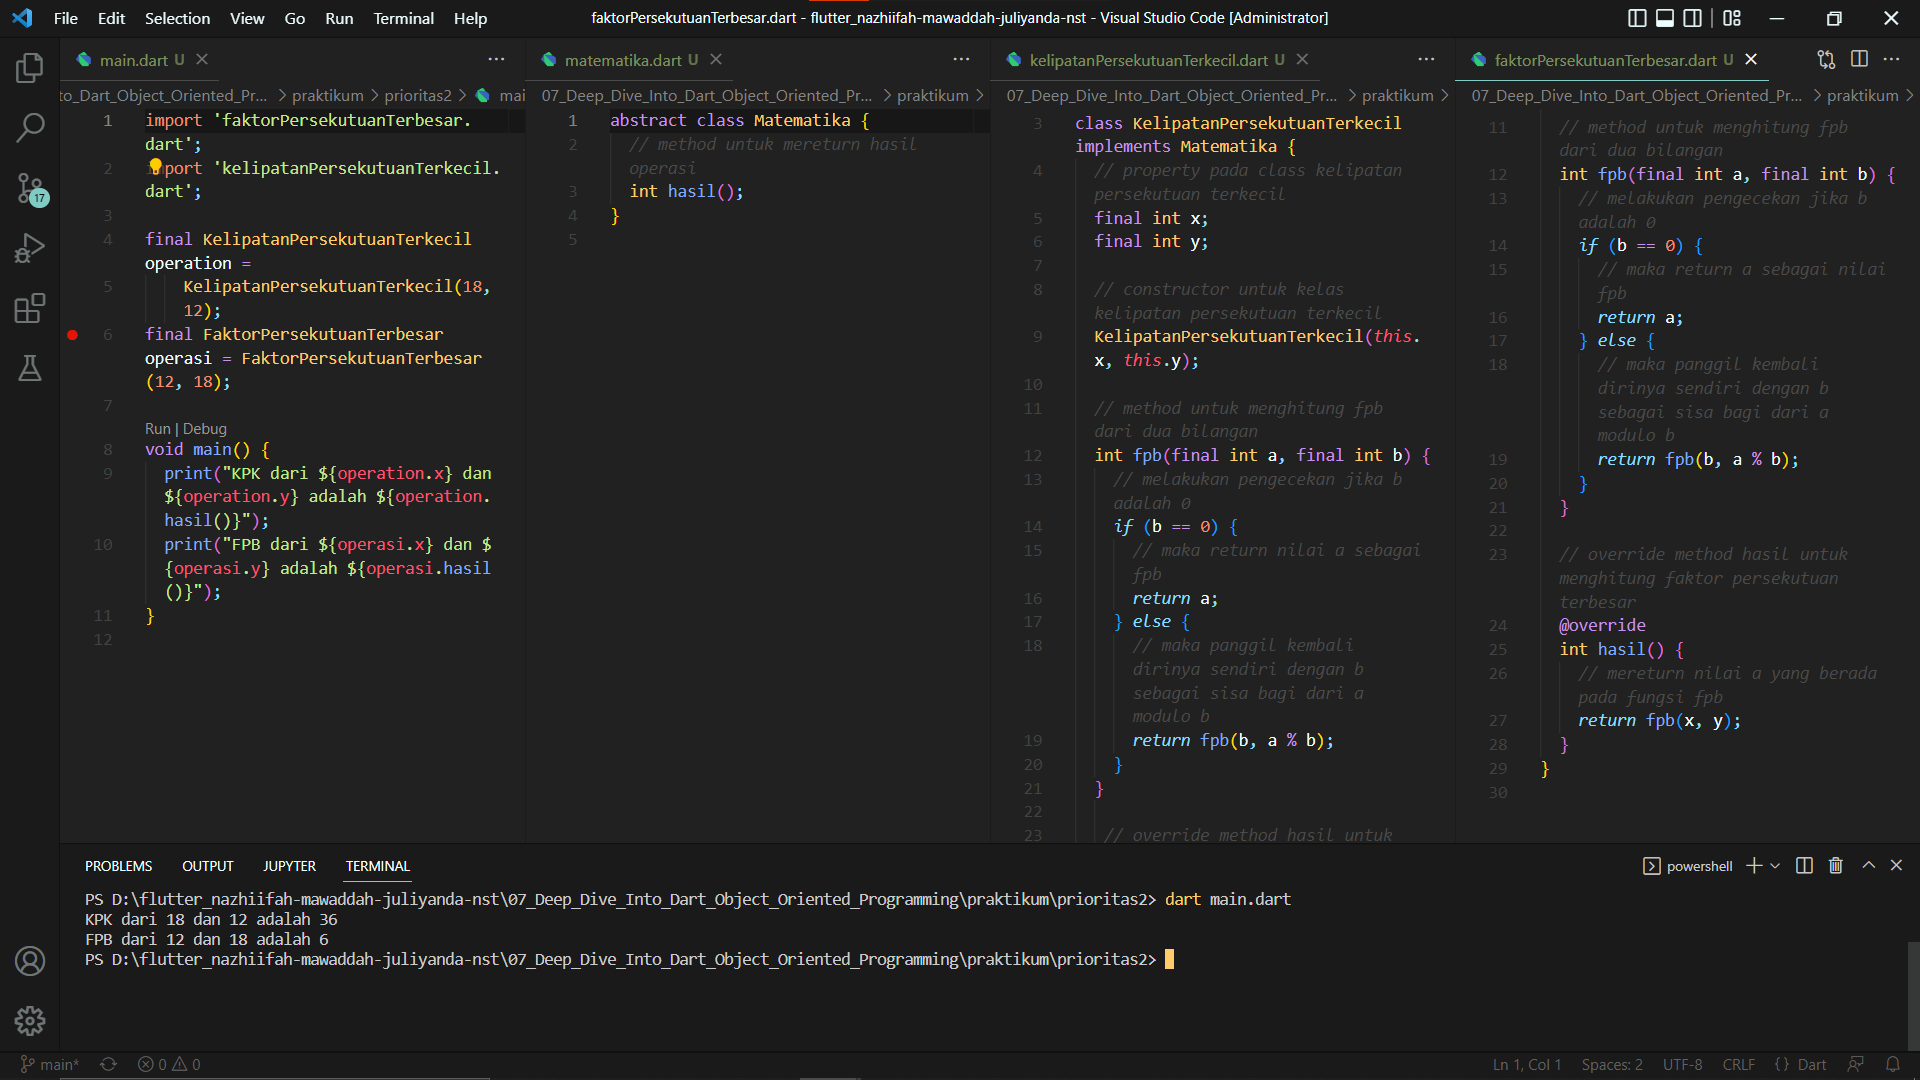 File Edit Selection View Go Run Terminal Help
faktorPersekutuanTerbesar.dart - flutter_nazhiifah-mawaddah-juliyanda-nst - Visual Studio Code [Administrator]
main.dart U
to_Dart_Object_Oriented_Pr... > praktikum > prioritas2 > mai
1 import 'faktorPersekutuanTerbesar.
dart';
2 import 'kelipatanPersekutuanTerkecil.
dart';
3
4 final KelipatanPersekutuanTerkecil
operation =
5 KelipatanPersekutuanTerkecil(18,
12);
6 final FaktorPersekutuanTerbesar
operasi = FaktorPersekutuanTerbesar
(12, 18);
7
Run | Debug
8 void main() {
9 print("KPK dari ${operation.x} dan
${operation.y} adalah ${operation.
hasil()}");
10 print("FPB dari ${operasi.x} dan $
{operasi.y} adalah ${operasi.hasil
()}");
11 }
12
matematika.dart U
07_Deep_Dive_Into_Dart_Object_Oriented_Pr... > praktikum >
1 abstract class Matematika {
2 // method untuk mereturn hasil
operasi
3 int hasil();
4 }
5
kelipatanPersekutuanTerkecil.dart U
07_Deep_Dive_Into_Dart_Object_Oriented_Pr... > praktikum >
3 class KelipatanPersekutuanTerkecil
implements Matematika {
4 // property pada class kelipatan
persekutuan terkecil
5 final int x;
6 final int y;
7
8 // constructor untuk kelas
kelipatan persekutuan terkecil
9 KelipatanPersekutuanTerkecil(this.
x, this.y);
10
11 // method untuk menghitung fpb
dari dua bilangan
12 int fpb(final int a, final int b) {
13 // melakukan pengecekan jika b
adalah 0
14 if (b == 0) {
15 // maka return nilai a sebagai
fpb
16 return a;
17 } else {
18 // maka panggil kembali
dirinya sendiri dengan b
sebagai sisa bagi dari a
modulo b
19 return fpb(b, a % b);
20 }
21 }
22
23 // override method hasil untuk
faktorPersekutuanTerbesar.dart U
07_Deep_Dive_Into_Dart_Object_Oriented_Pr... > praktikum >
11 // method untuk menghitung fpb
dari dua bilangan
12 int fpb(final int a, final int b) {
13 // melakukan pengecekan jika b
adalah 0
14 if (b == 0) {
15 // maka return a sebagai nilai
fpb
16 return a;
17 } else {
18 // maka panggil kembali
dirinya sendiri dengan b
sebagai sisa bagi dari a
modulo b
19 return fpb(b, a % b);
20 }
21 }
22
23 // override method hasil untuk
menghitung faktor persekutuan
terbesar
24 @override
25 int hasil() {
26 // mereturn nilai a yang berada
pada fungsi fpb
27 return fpb(x, y);
28 }
29 }
30
17
PROBLEMS OUTPUT JUPYTER TERMINAL
powershell
PS D:\flutter_nazhiifah-mawaddah-juliyanda-nst\07_Deep_Dive_Into_Dart_Object_Oriented_Programming\praktikum\prioritas2> dart main.dart
KPK dari 18 dan 12 adalah 36
FPB dari 12 dan 18 adalah 6
PS D:\flutter_nazhiifah-mawaddah-juliyanda-nst\07_Deep_Dive_Into_Dart_Object_Oriented_Programming\praktikum\prioritas2>
main* 0 0 Ln 1, Col 1 Spaces: 2 UTF-8 CRLF {} Dart